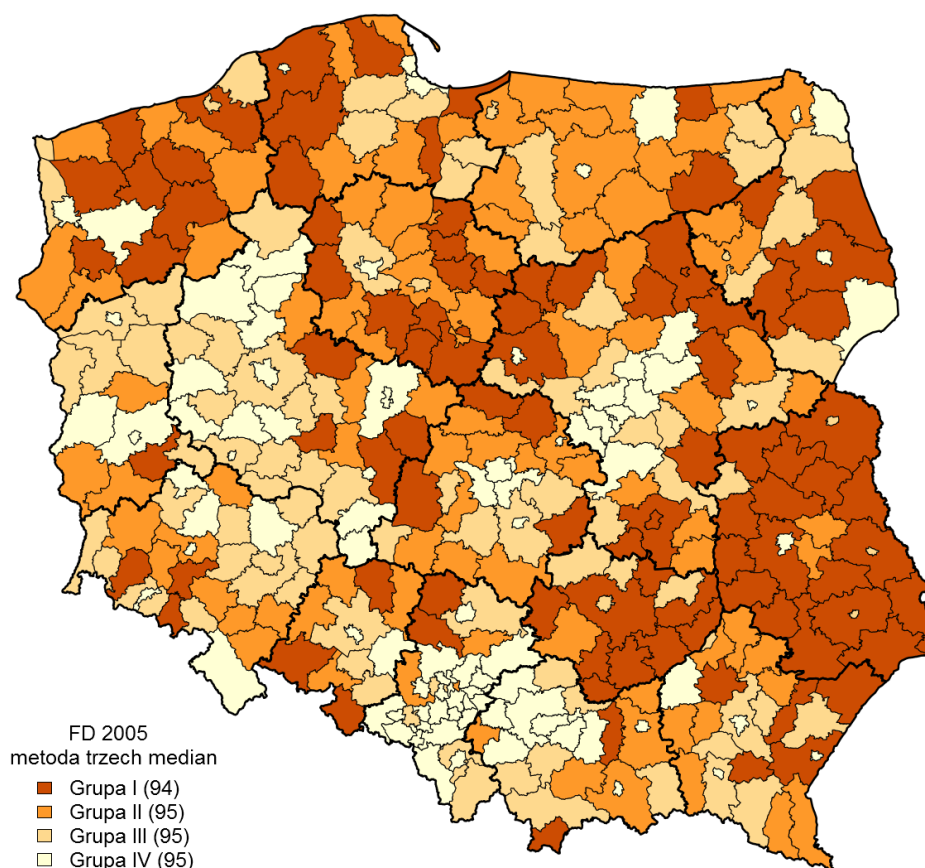 FD 2005
metoda trzech median
Grupa I (94)
Grupa II (95)
Grupa III (95)
Grupa IV (95)